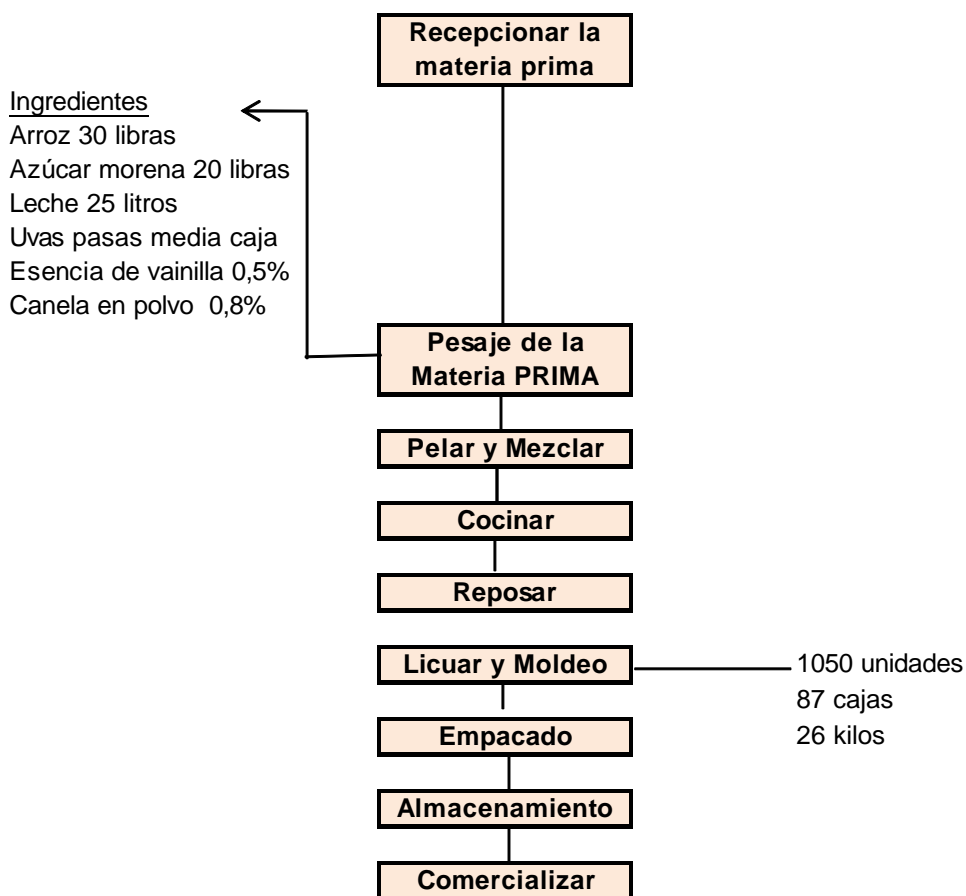 Recepcionar la
materia prima
Ingredientes
Arroz 30 libras
Azúcar morena 20 libras
Leche 25 litros
Uvas pasas media caja
Esencia de vainilla 0,5%
Canela en polvo 0,8%
Pesaje de la
Materia PRIMA
Pelar y Mezclar
Cocinar
Reposar
Licuar y Moldeo
1050 unidades
87 cajas
26 kilos
Empacado
Almacenamiento
Comercializar